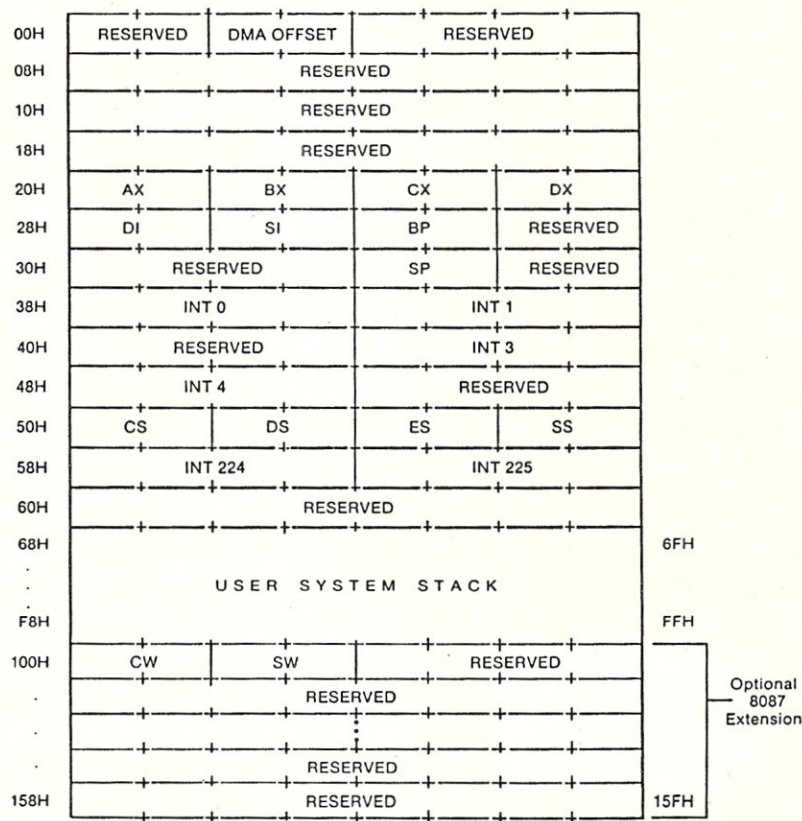 00H RESERVED DMA OFFSET RESERVED
08H RESERVED
10H RESERVED
18H RESERVED
20H AX BX CX DX
28H DI SI BP RESERVED
30H RESERVED SP RESERVED
38H INT 0 INT 1
40H RESERVED INT 3
48H INT 4 RESERVED
50H CS DS ES SS
58H INT 224 INT 225
60H RESERVED
68H 6FH
USER SYSTEM STACK
F8H FFH
100H CW SW RESERVED
RESERVED
Optional
8087
Extension
RESERVED
158H RESERVED 15FH